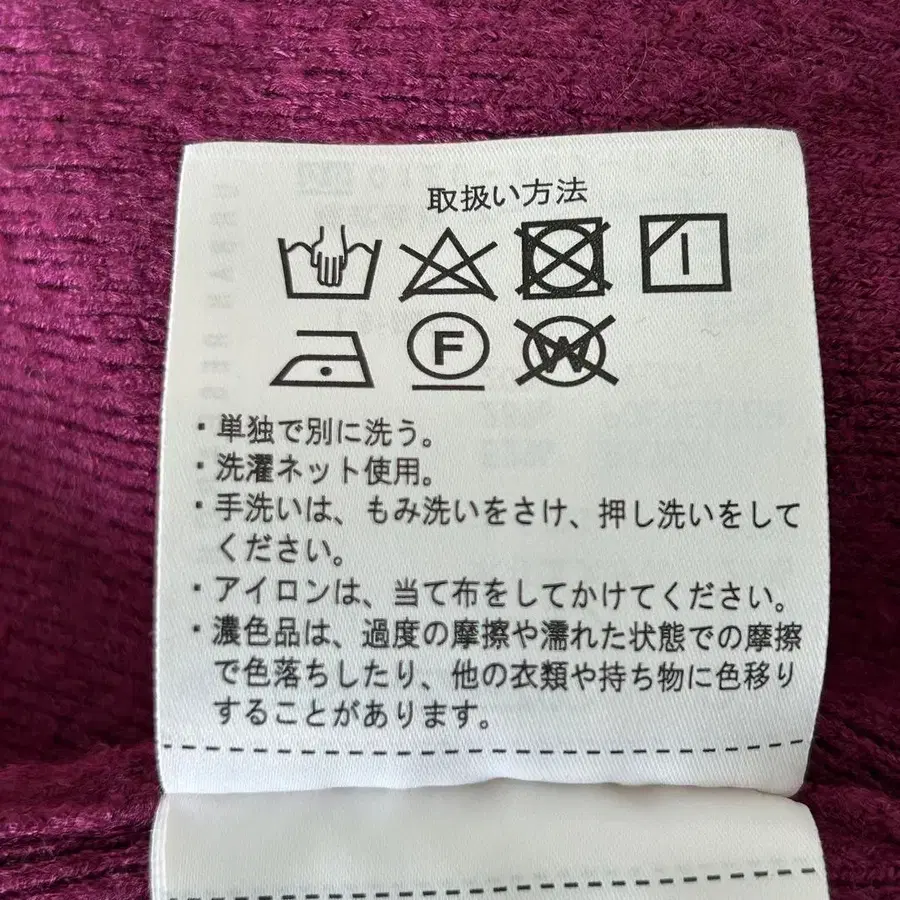 取扱い方法
F
W
・単独で別に洗う。
・洗濯ネット使用。
・手洗いは、もみ洗いをさけ、押し洗いをして
ください。
・アイロンは、当て布をしてかけてください。
・濃色品は、過度の摩擦や濡れた状態での摩擦
で色落ちしたり、他の衣類や持ち物に色移り
することがあります。